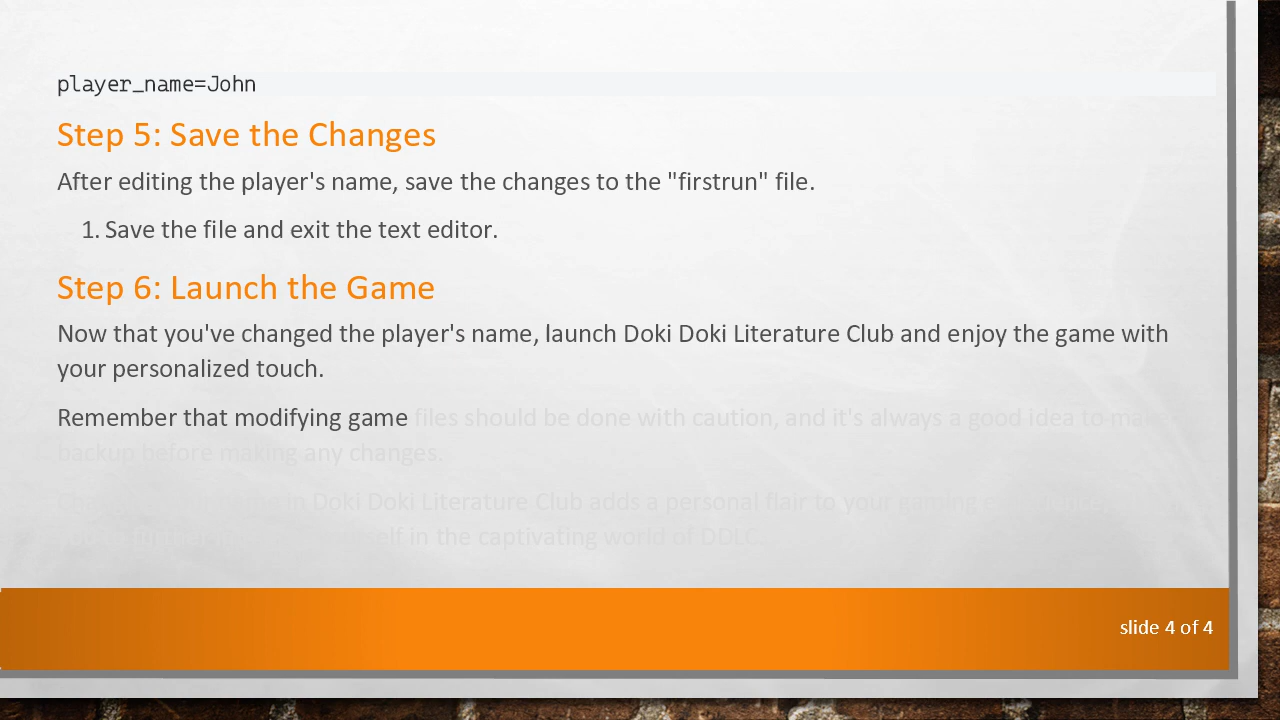 player_name=John
Step 5: Save the Changes
After editing the player's name, save the changes to the "firstrun" file.
1. Save the file and exit the text editor.
Step 6: Launch the Game
Now that you've changed the player's name, launch Doki Doki Literature Club and enjoy the game with
your personalized touch.
Remember that modifying game files should be done with caution, and it's always a good idea to
backup before making any changes.
in Doki Doki Literature Club adds a personal flair to your gaming
in the captivating world of DDLC.
slide 4 of 4